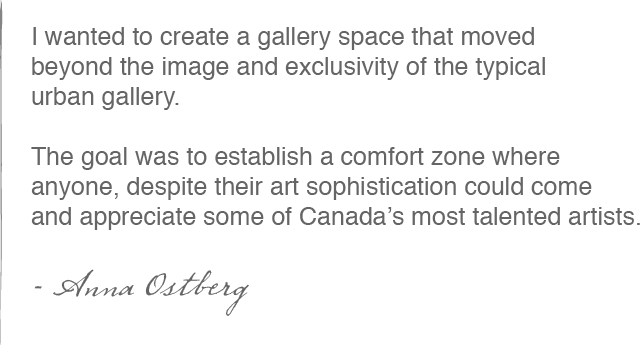 I wanted to create a gallery space that moved
beyond the image and exclusivity of the typical
urban gallery.
The goal was to establish a comfort zone where
anyone, despite their art sophistication could come
and appreciate some of Canada’s most talented artists.
- Anna Ostberg